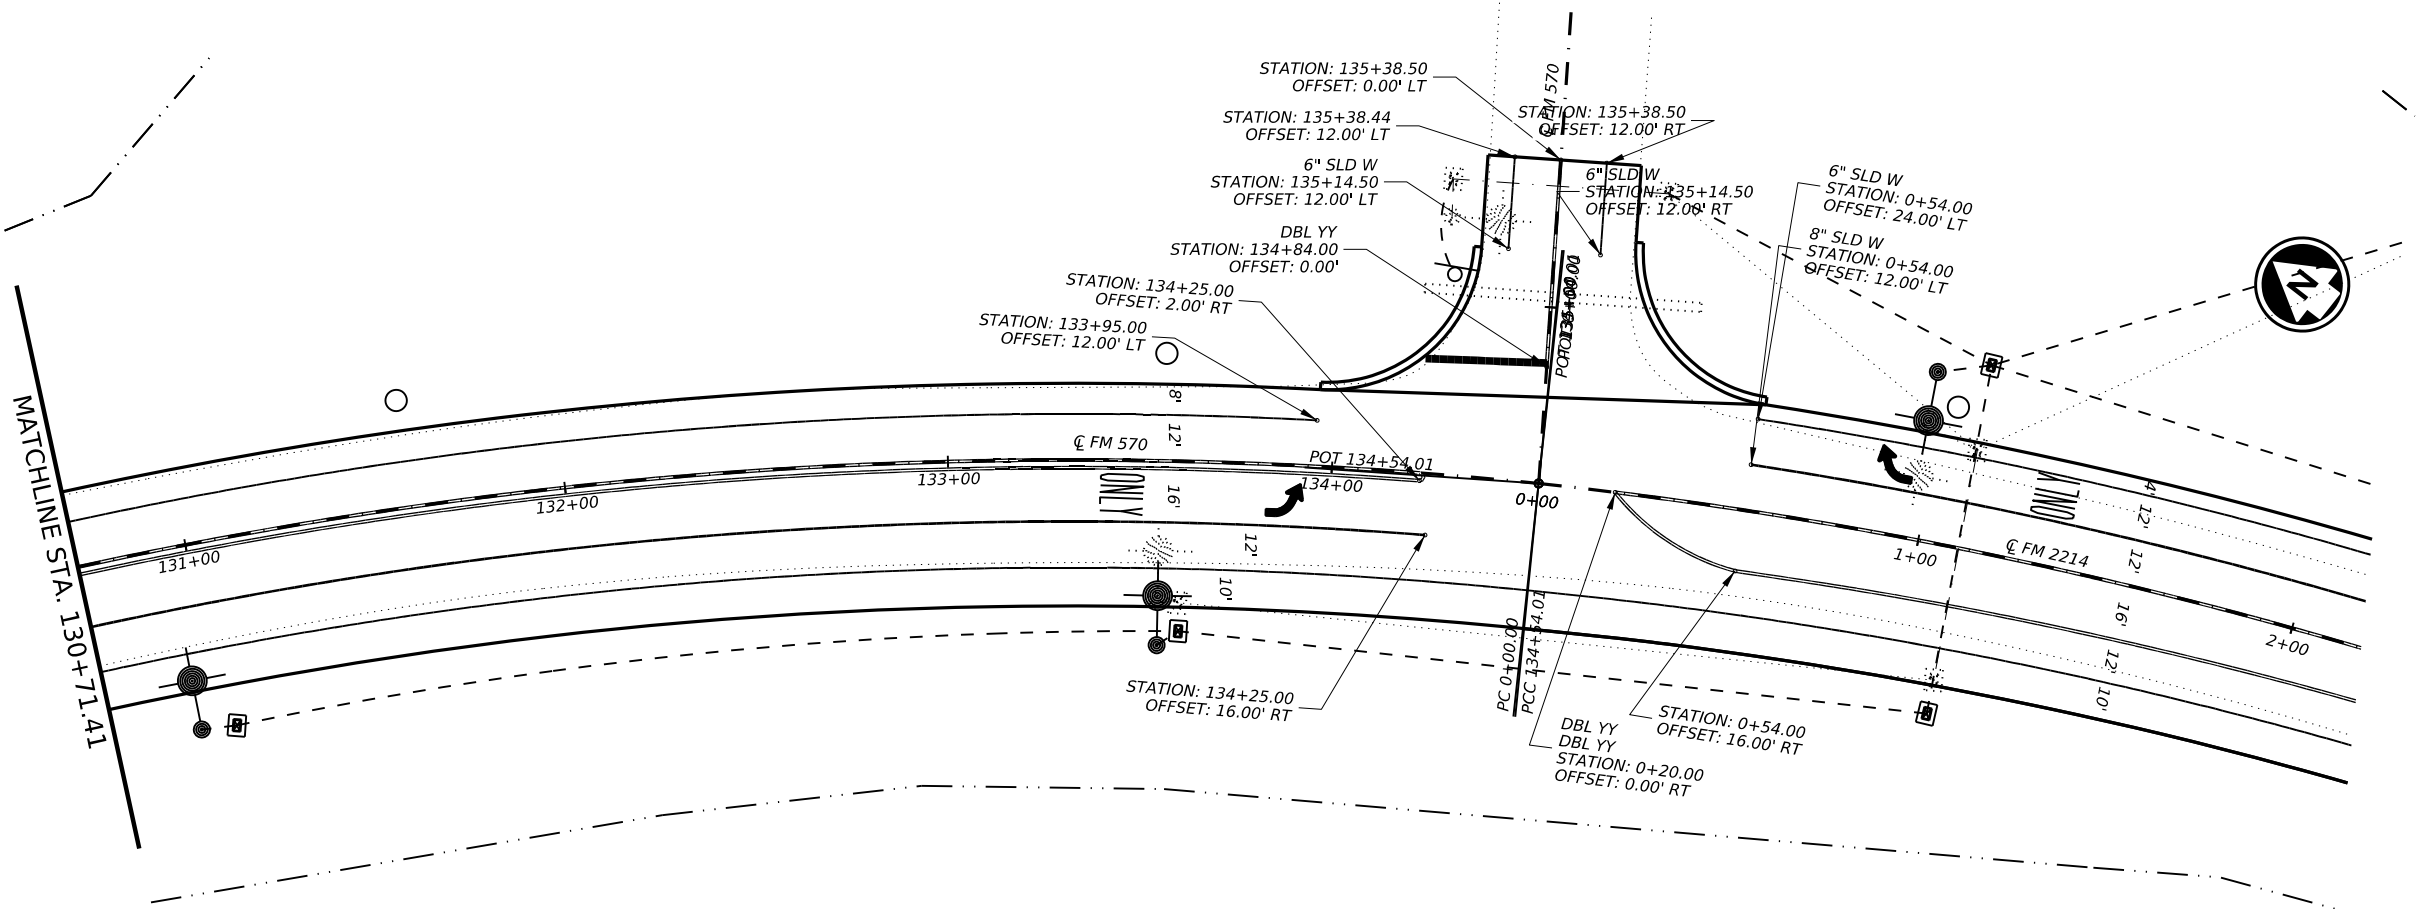 STATION: 135+38.50
OFFSET: 0.00' LT
STATION: 135+38.44
OFFSET: 12.00' LT
6" SLD W
STATION: 135+14.50
OFFSET: 12.00' LT
DBL YY
STATION: 134+84.00
OFFSET: 0.00'
STATION: 134+25.00
OFFSET: 2.00' RT
STATION: 133+95.00
OFFSET: 12.00' LT
℄ FM 570
STATION: 135+38.50
OFFSET: 12.00' RT
6" SLD W
STATION: 135+14.50
OFFSET: 12.00' RT
6" SLD W
STATION: 0+54.00
OFFSET: 24.00' LT
8" SLD W
STATION: 0+54.00
OFFSET: 12.00' LT
N
MATCHLINE STA. 130+71.41
131+00
132+00
133+00
℄ FM 570
8'
12'
16'
12'
10'
ONLY
POT 134+54.01
134+00
0+00
1+00
℄ FM 2214
2+00
ONLY
4'
12'
12'
16'
12'
10'
PC 0+00.00
PCC 134+54.01
STATION: 134+25.00
OFFSET: 16.00' RT
STATION: 0+54.00
OFFSET: 16.00' RT
DBL YY
DBL YY
STATION: 0+20.00
OFFSET: 0.00' RT